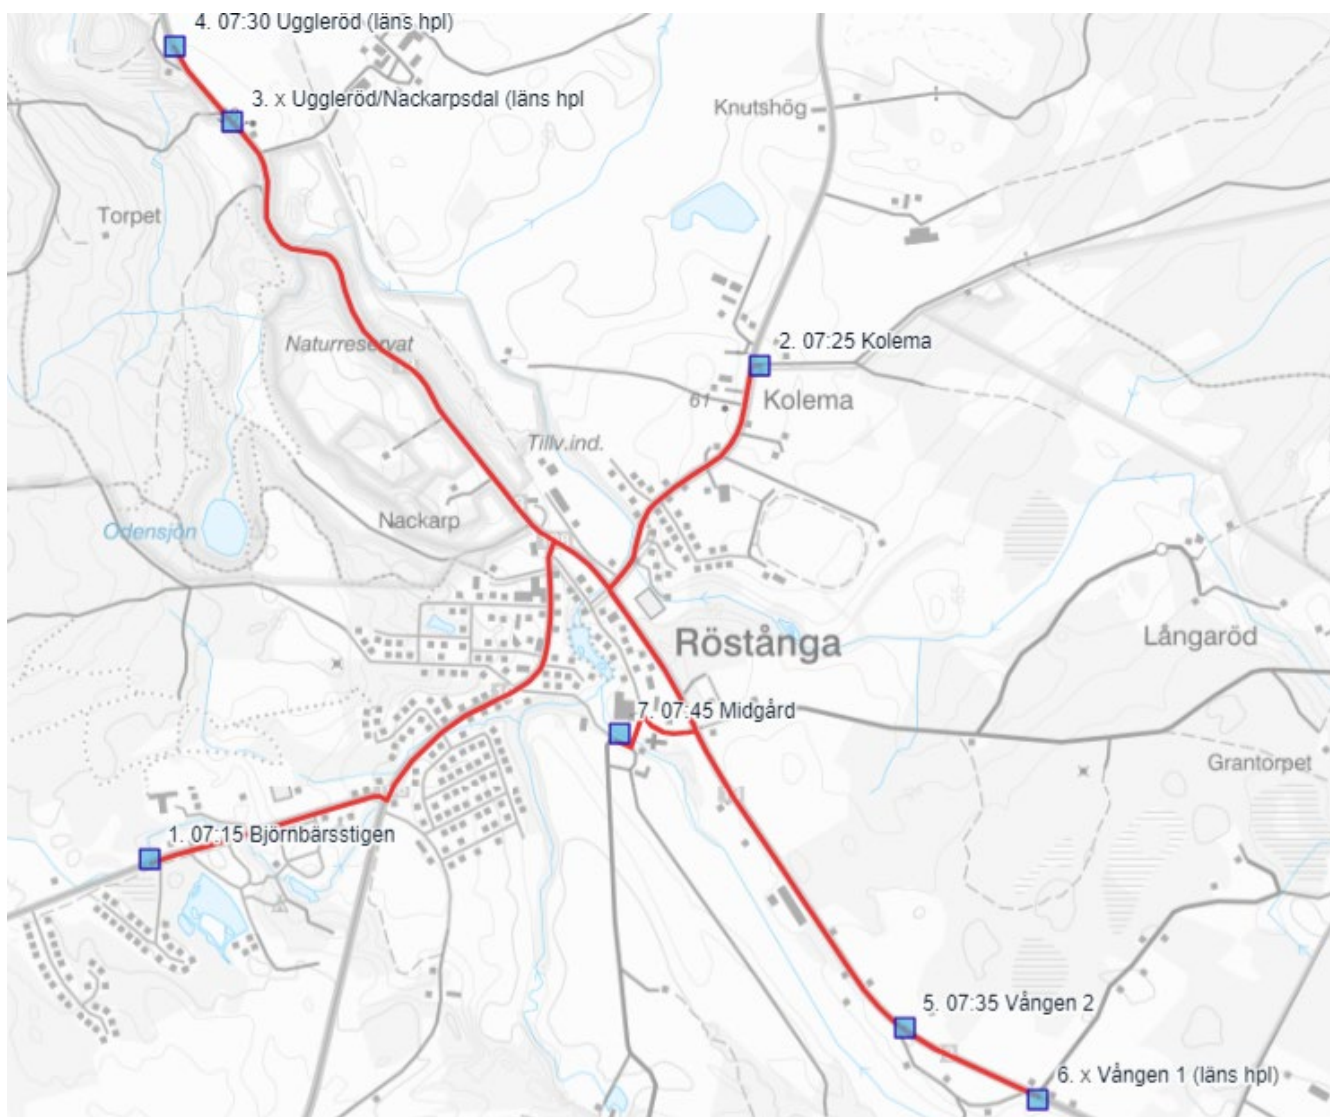 4. 07:30 Uggleröd (läns hpl)
3. x Uggleröd/Nackarpsdal (läns hpl
Knutshög
Torpet
Naturreservat
2. 07:25 Kolema
61
Kolema
Tillv.ind.
Odensjön
Nackarp
Röstånga
Långaröd
7. 07:45 Midgård
Grantorpet
1. 07:15 Björnbärsstigen
5. 07:35 Vången 2
6. x Vången 1 (läns hpl)